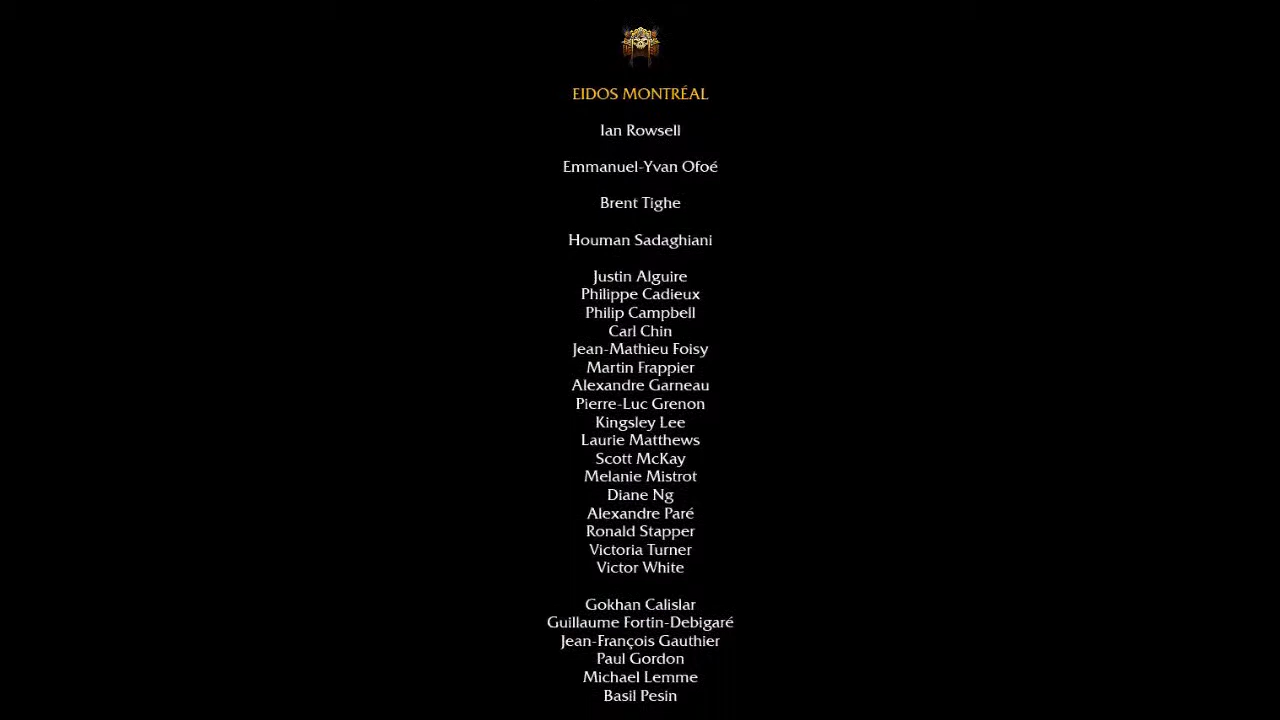 EIDOS MONTRÉAL
Ian Rowsell
Emmanuel-Yvan Ofoé
Brent Tighe
Houman Sadaghiani
Justin Alguire
Philippe Cadieux
Philip Campbell
Carl Chin
Jean-Mathieu Foisy
Martin Frappier
Alexandre Garneau
Pierre-Luc Grenon
Kingsley Lee
Laurie Matthews
Scott McKay
Melanie Mistrot
Diane Ng
Alexandre Paré
Ronald Stapper
Victoria Turner
Victor White
Gokhan Calislar
Guillaume Fortin-Debigaré
Jean-François Gauthier
Paul Gordon
Michael Lemme
Basil Pesin